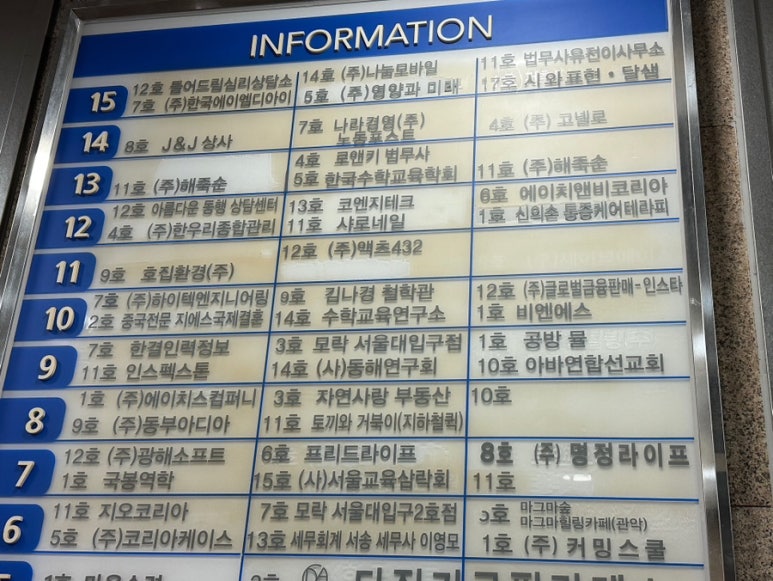 INFORMATION
15
12호 틀어드림심리상담소
7호 (주)한국에이엘디아이
14호 (주)나눔모바일
5호 (주)영양과 미래
11호 법무사유전이사무소
17호 시와표현·달샘
14
8호 J&J 상사
7호 나라경영(주)
노동포스트
4호 (주) 고넬로
13
11호 (주)해죽순
4호 로앤키 법무사
5호 한국수학교육학회
11호 (주)해죽순
12
12호 아름다운 동행 상담센터
4호 (주)한우리종합관리
13호 코엔지테크
11호 샤로네일
6호 에이치앤비코리아
1호 신의손 통증케어테라피
11
9호 호집환경(주)
12호 (주)액츠432
10
7호 (주)하이텍엔지니어링
2호 중국전문 지에스국제결혼
9호 김나경 철학관
14호 수학교육연구소
12호 (주)글로벌금융판매-인스타
1호 비엔에스
9
7호 한결인력정보
11호 인스펙스톤
3호 모락 서울대입구점
14호 (사)동해연구회
1호 공방 뮬
10호 아바연합선교회
8
1호 (주)에이치스컴퍼니
9호 (주)동부아디아
3호 자연사랑 부동산
11호 토끼와 거북이(지하철퀵)
10호
7
12호 (주)광해소프트
1호 국봉역학
6호 프리드라이프
15호 (사)서울교육삼락회
8호 (주) 명정라이프
11호
6
11호 지오코리아
5호 (주)코리아케이스
7호 모락 서울대입구2호점
13호 세무회계 서송 세무사 이영모
호 마그마숲
마그마힐링카페(관악)
1호 (주) 커밍스쿨